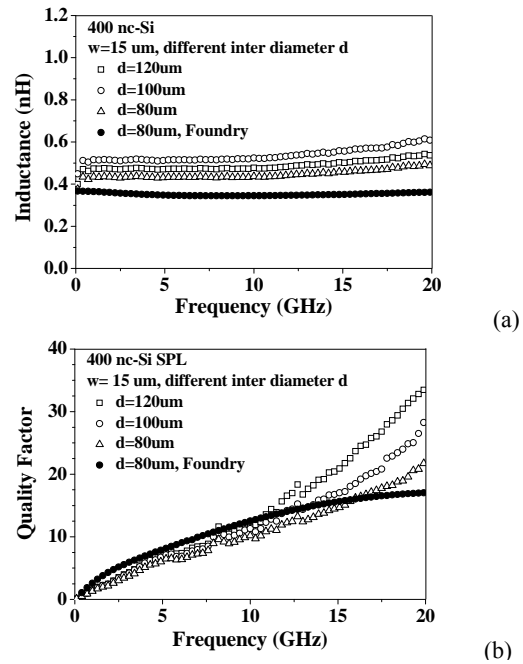 1.2
1.0
0.8
0.6
0.4
0.2
0.0
Inductance (nH)
400 nc-Si
w=15 um, different inter diameter d
d=120um
d=100um
d=80um
d=80um, Foundry
0 5 10 15 20
Frequency (GHz)
(a)
40
30
20
10
0
Quality Factor
400 nc-Si SPL
w= 15 um, different inter diameter d
d=120um
d=100um
d=80um
d=80um, Foundry
0 5 10 15 20
Frequency (GHz)
(b)